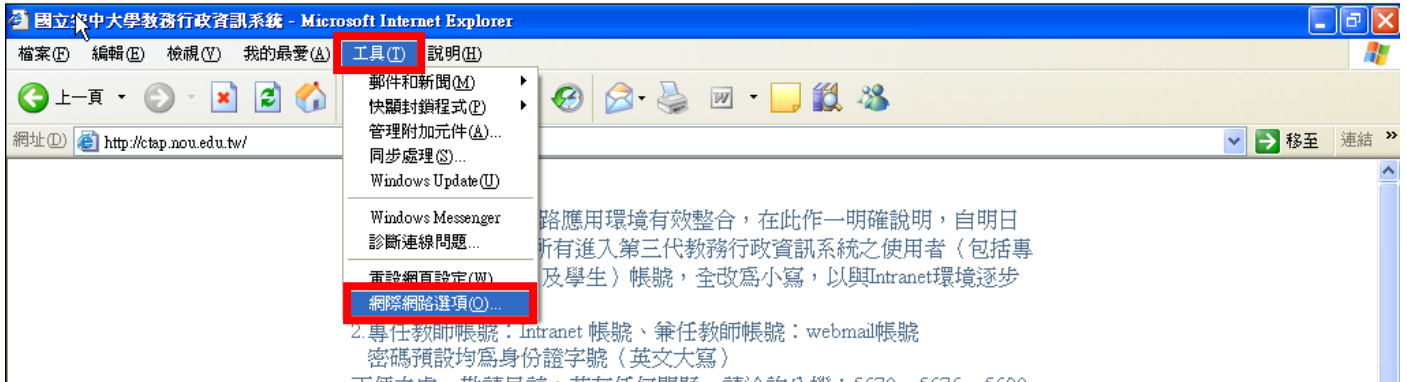 國立空中大學教務行政資訊系統 - Microsoft Internet Explorer
檔案(F) 編輯(E) 檢視(V) 我的最愛(A) 工具(T) 說明(H)
上一頁
網址(D) http://ctap.nou.edu.tw/ 移至 連結 »
郵件和新聞(M)
快顯封鎖程式(P)
管理附加元件(A)...
同步處理(S)...
Windows Update(U)
Windows Messenger
診斷連線問題...
重設網頁設定(W)
網際網路選項(O)...
路應用環境有效整合,在此作一明確說明,自明日
所有進入第三代教務行政資訊系統之使用者(包括專
及學生)帳號,全改為小寫,以與Intranet環境逐步
2.專任教師帳號:Intranet 帳號、兼任教師帳號:webmail帳號
密碼預設均為身份證字號(英文大寫)